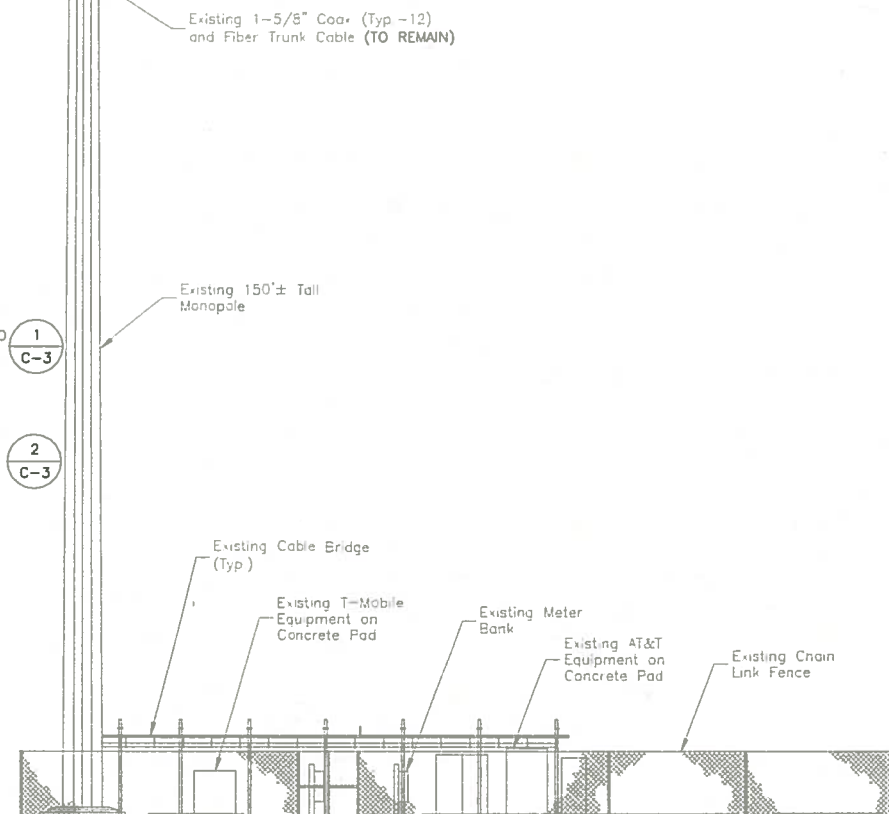 Existing 1-5/8" Coax (Typ.-12)
and Fiber Trunk Cable (TO REMAIN)
Existing 150'± Tall
Monopole
1
C-3
2
C-3
Existing Cable Bridge
(Typ.)
Existing T-Mobile
Equipment on
Concrete Pad
Existing Meter
Bank
Existing AT&T
Equipment on
Concrete Pad
Existing Chain
Link Fence